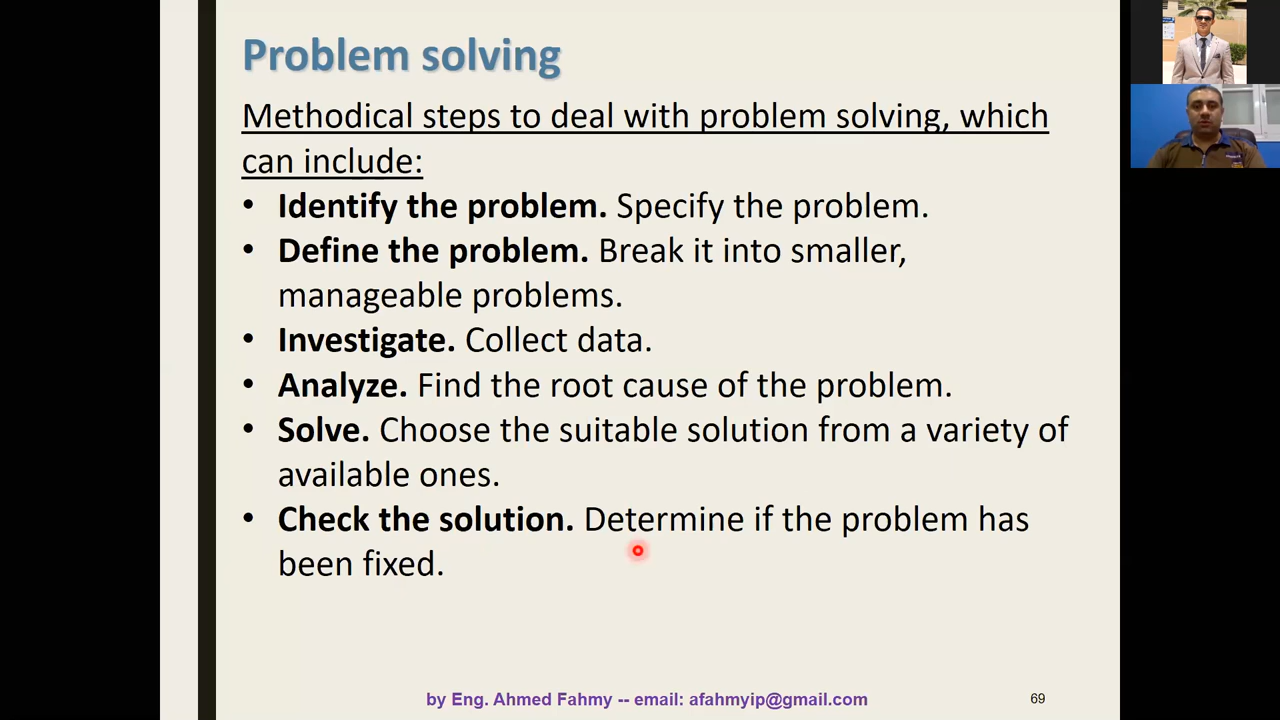 Problem solving
Methodical steps to deal with problem solving, which
can include:
• Identify the problem. Specify the problem.
• Define the problem. Break it into smaller,
manageable problems.
• Investigate. Collect data.
• Analyze. Find the root cause of the problem.
• Solve. Choose the suitable solution from a variety of
available ones.
• Check the solution. Determine if the problem has
been fixed.
by Eng. Ahmed Fahmy -- email: afahmyip@gmail.com
69